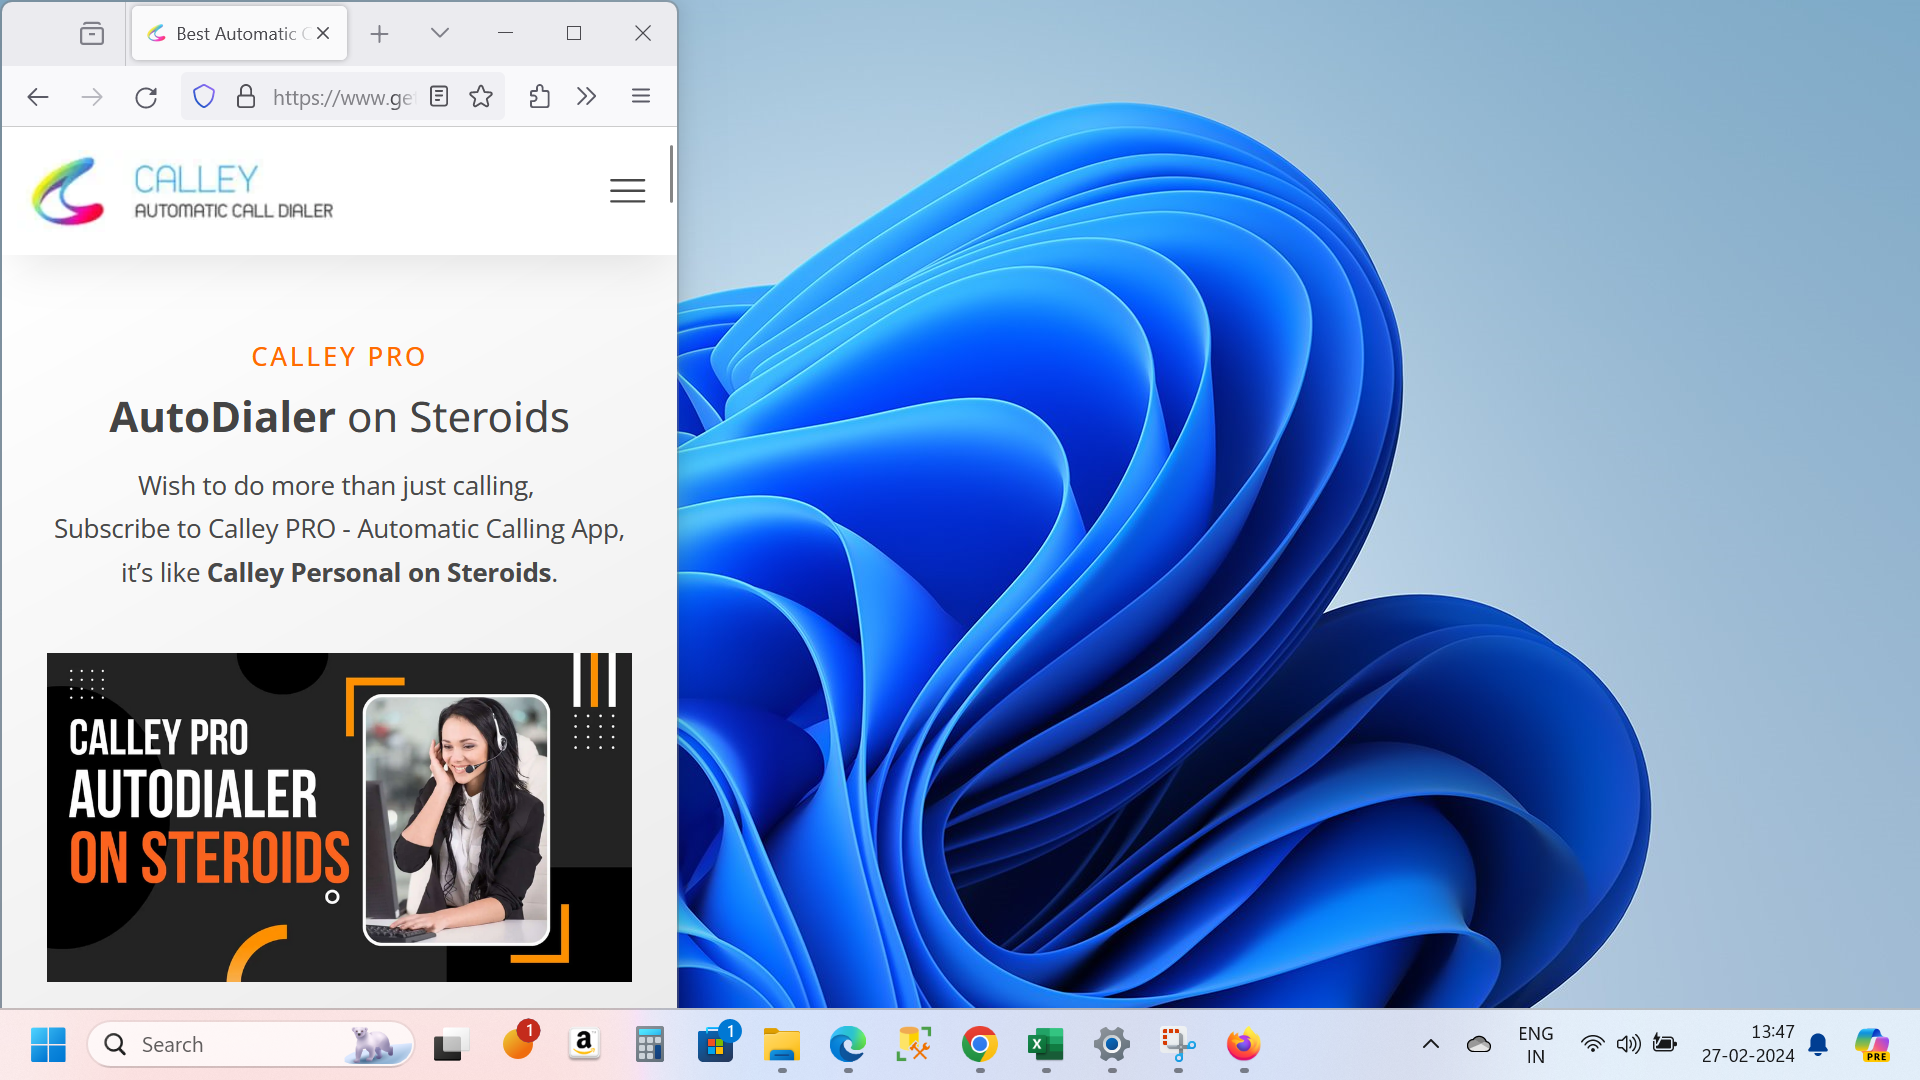 Best Automatic
https://www.ge
CALLEY
AUTOMATIC CALL DIALER
CALLEY PRO
AutoDialer on Steroids
Wish to do more than just calling,
Subscribe to Calley PRO - Automatic Calling App,
it’s like Calley Personal on Steroids.
CALLEY PRO
AUTODIALER
ON STEROIDS
Search
1
a
1
X
PRE
ENG
IN
13:47
27-02-2024